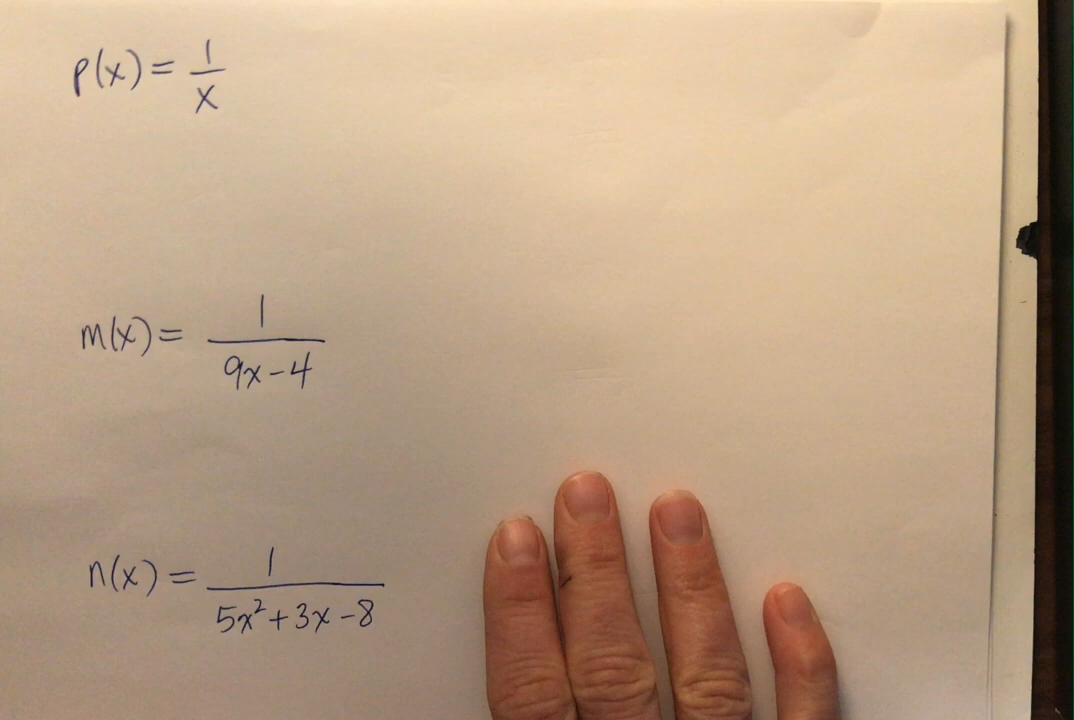 p(x) = 1/x
m(x) = 1/(9x-4)
n(x) = 1/(5x²+3x-8)